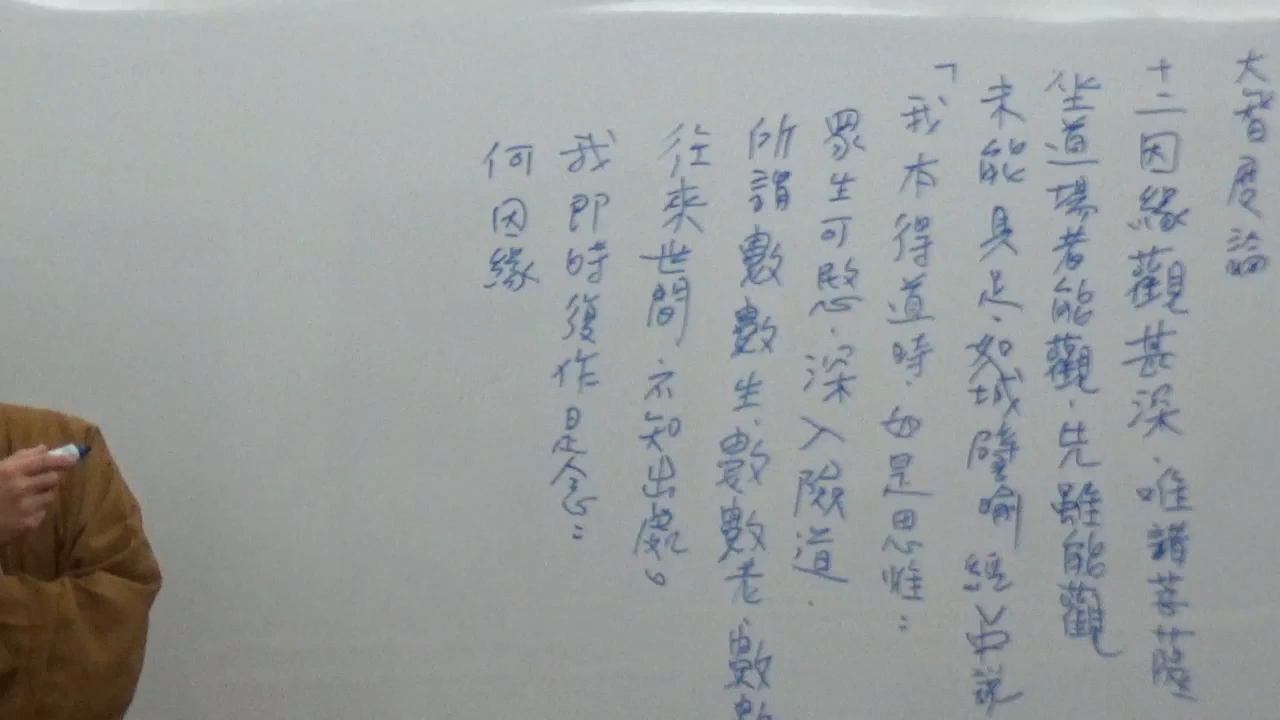 大智度論
十二因緣觀甚深．唯諸菩薩
坐道場者能觀．先雖能觀
未能具足．如城譬喻經中說
「我本得道時．如是思惟：
眾生可愍．深入險道．
所謂數數生．數數老．數數
往來世間．不知出處。
我即時復作是念：
何因緣